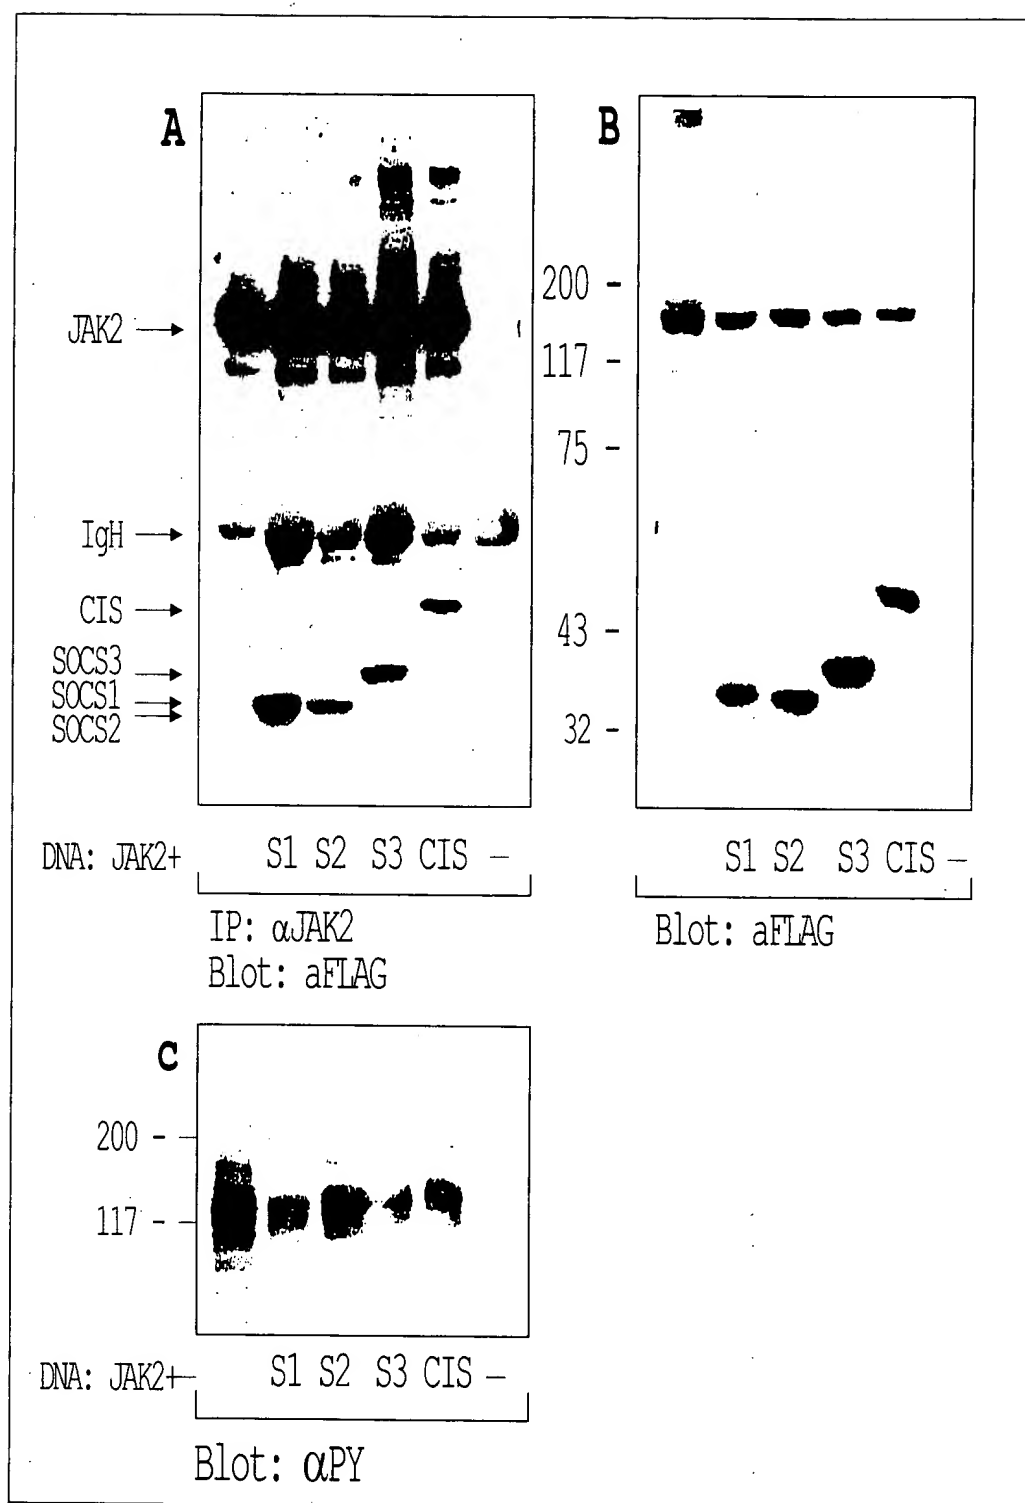 A
JAK2
IgH
CIS
SOCS3
SOCS1
SOCS2
DNA: JAK2+ S1 S2 S3 CIS –
IP: αJAK2
Blot: aFLAG
B
200 -
117 -
75 -
43 -
32 -
S1 S2 S3 CIS –
Blot: aFLAG
C
200 -
117 -
DNA: JAK2+ S1 S2 S3 CIS –
Blot: αPY